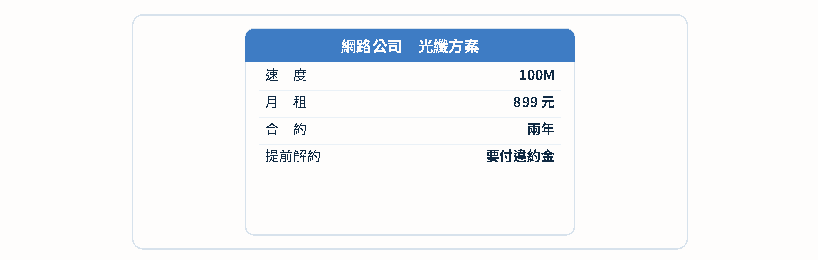 網路公司　光纖方案
速　度　100M
月　租　899 元
合　約　兩年
提前解約　要付違約金